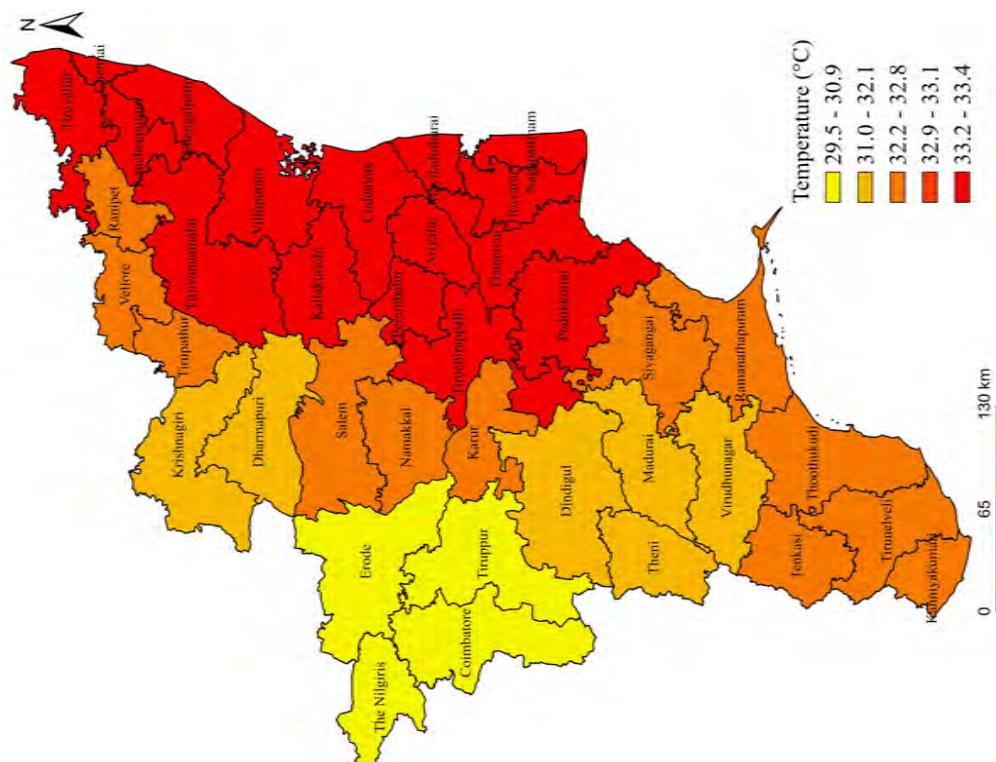 N
Tiruvallur
Chennai
Kancheepuram
Chengalpattu
Ranipet
Vellore
Tirupathur
Tiruvannamalai
Villupuram
Krishnagiri
Dharmapuri
Kallakurichi
Cuddalore
Salem
Namakkal
Perambalur
Ariyalur
Mayiladuthurai
Tiruchirappalli
Thanjavur
Tiruvarur
Nagapattinam
Karur
Pudukkottai
Erode
The Nilgiris
Coimbatore
Tiruppur
Dindigul
Sivagangai
Madurai
Theni
Ramanathapuram
Virudhunagar
Thoothukudi
Tenkasi
Tirunelveli
Kanniyakumari
Temperature (°C)
29.5 - 30.9
31.0 - 32.1
32.2 - 32.8
32.9 - 33.1
33.2 - 33.4
0 65 130 km